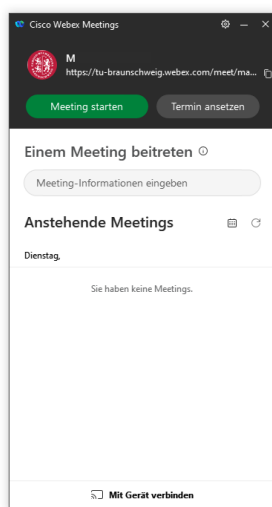 Cisco Webex Meetings
M
https://tu-braunschweig.webex.com/meet/ma...
Meeting starten
Termin ansetzen
Einem Meeting beitreten
Meeting-Informationen eingeben
Anstehende Meetings
Dienstag,
Sie haben keine Meetings.
Mit Gerät verbinden